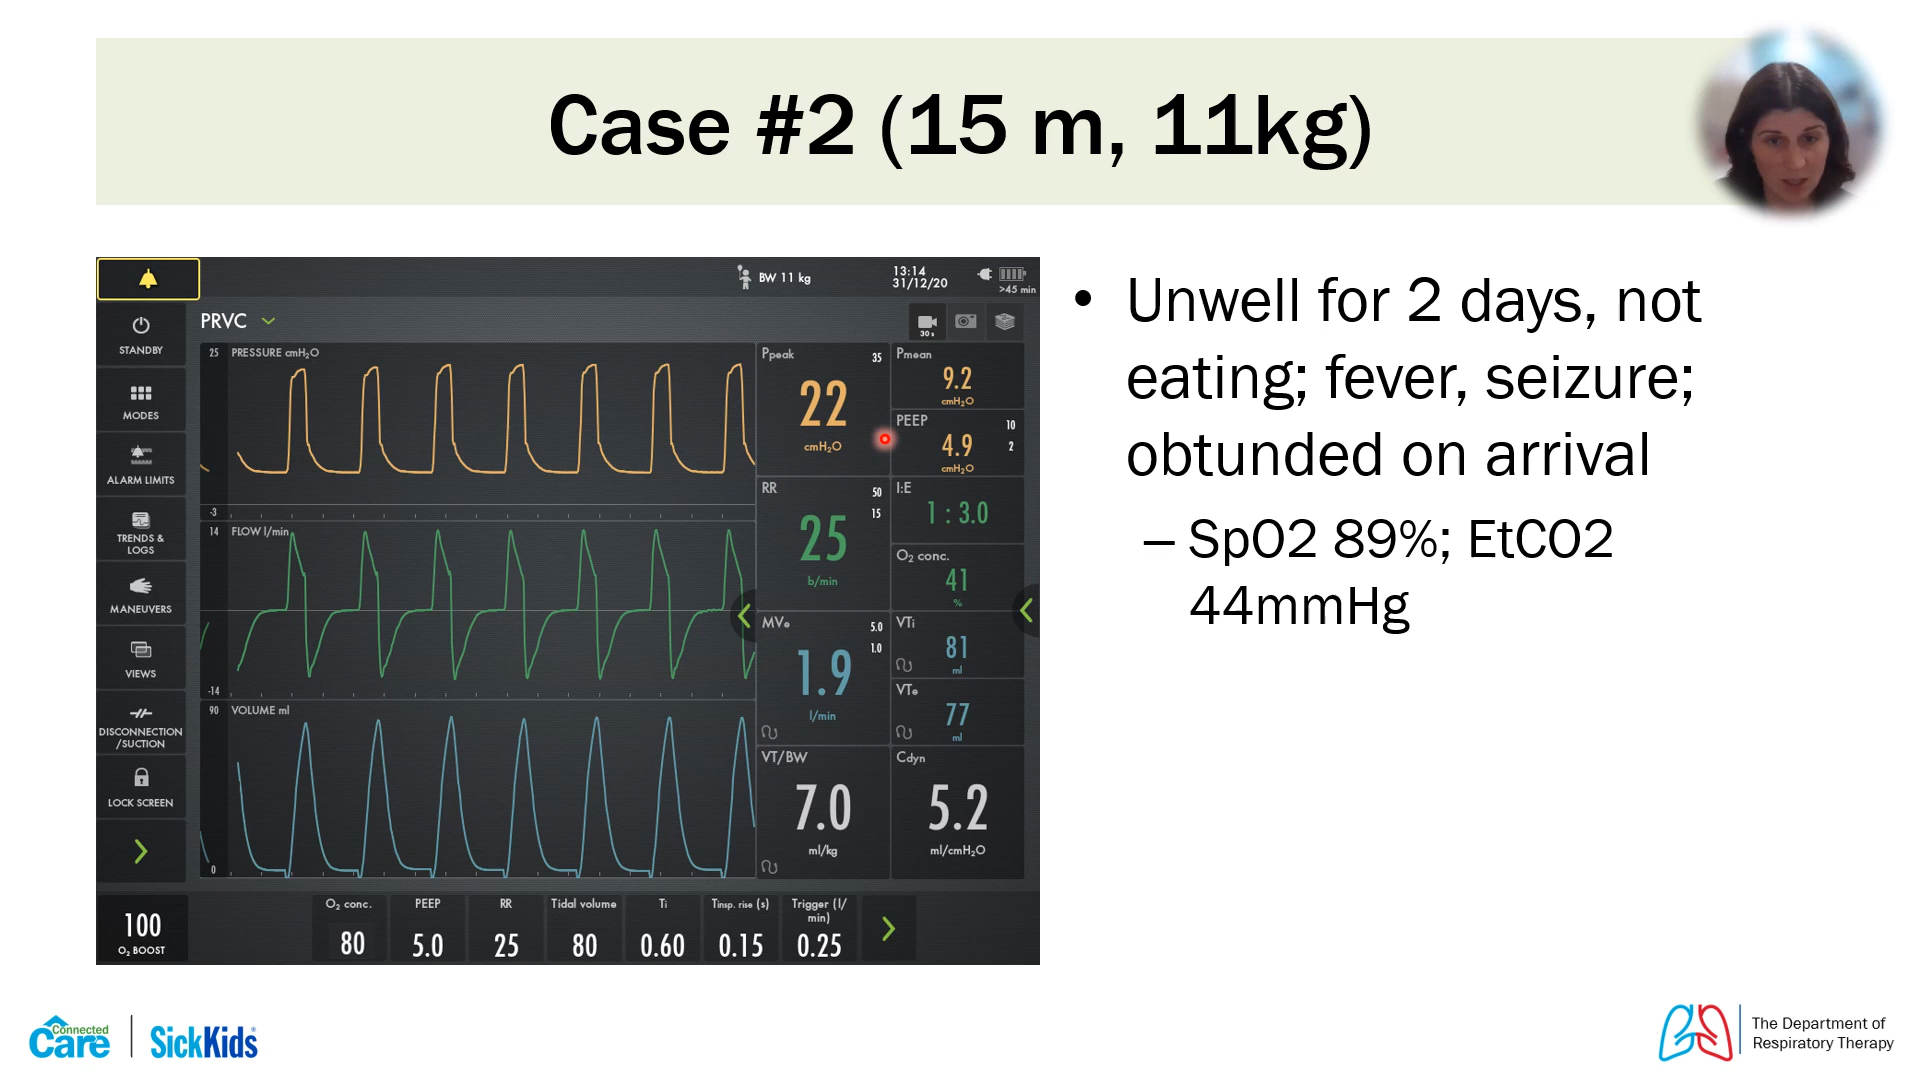 Case #2 (15 m, 11kg)
BW 11 kg
13:14
31/12/20
>45 min
STANDBY
MODES
ALARM LIMITS
TRENDS &
LOGS
MANEUVERS
VIEWS
DISCONNECTION
/SUCTION
LOCK SCREEN
100
O₂ BOOST
PRVC
30 s
25 PRESSURE cmH₂O
-3
14 FLOW l/min
-14
90 VOLUME ml
0
Ppeak 35
22
cmH₂O
Pmean
9.2
cmH₂O
PEEP 10
4.9 2
cmH₂O
RR 50
15
25
b/min
I:E
1 : 3.0
O₂ conc.
41
%
MVe 5.0
1.0
1.9
l/min
VTi
81
ml
VTe
77
ml
VT/BW
7.0
ml/kg
Cdyn
5.2
ml/cmH₂O
O₂ conc.
80
PEEP
5.0
RR
25
Tidal volume
80
Ti
0.60
Tinsp. rise (s)
0.15
Trigger (l/
min)
0.25
• Unwell for 2 days, not
eating; fever, seizure;
obtunded on arrival
– SpO2 89%; EtCO2
44mmHg
Connected
Care
SickKids
The Department of
Respiratory Therapy